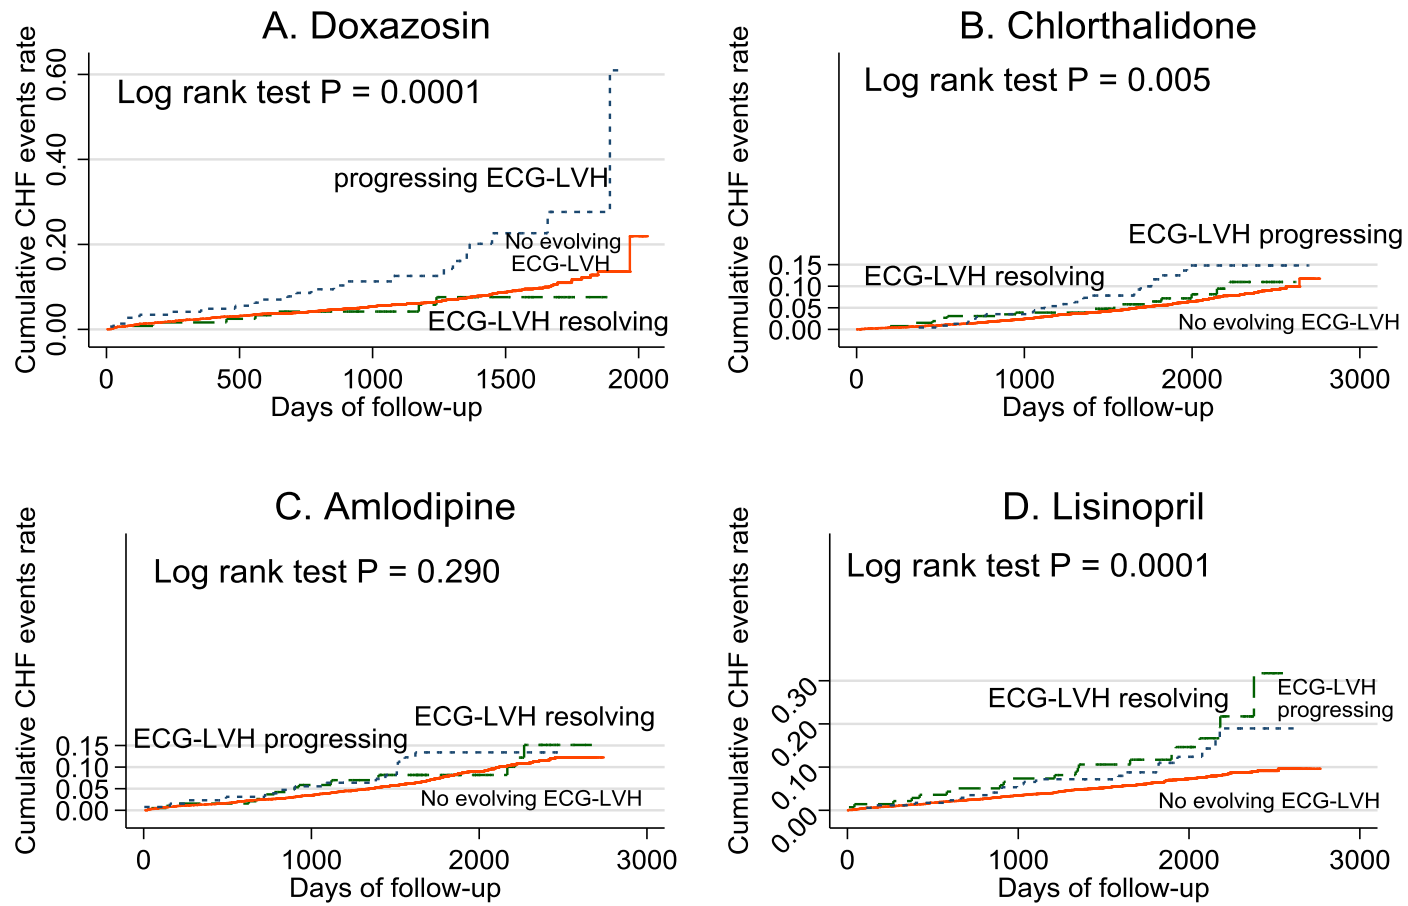 A. Doxazosin
Log rank test P = 0.0001
Cumulative CHF events rate
0.60
0.40
0.20
0.00
progressing ECG-LVH
No evolving
ECG-LVH
ECG-LVH resolving
0
500
1000
1500
2000
Days of follow-up
B. Chlorthalidone
Log rank test P = 0.005
Cumulative CHF events rate
ECG-LVH progressing
0.15
0.10
0.05
0.00
ECG-LVH resolving
No evolving ECG-LVH
0
1000
2000
3000
Days of follow-up
C. Amlodipine
Log rank test P = 0.290
Cumulative CHF events rate
ECG-LVH resolving
ECG-LVH progressing
0.15
0.10
0.05
0.00
No evolving ECG-LVH
0
1000
2000
3000
Days of follow-up
D. Lisinopril
Log rank test P = 0.0001
Cumulative CHF events rate
0.30
0.20
0.10
0.00
ECG-LVH resolving
ECG-LVH
progressing
No evolving ECG-LVH
0
1000
2000
3000
Days of follow-up